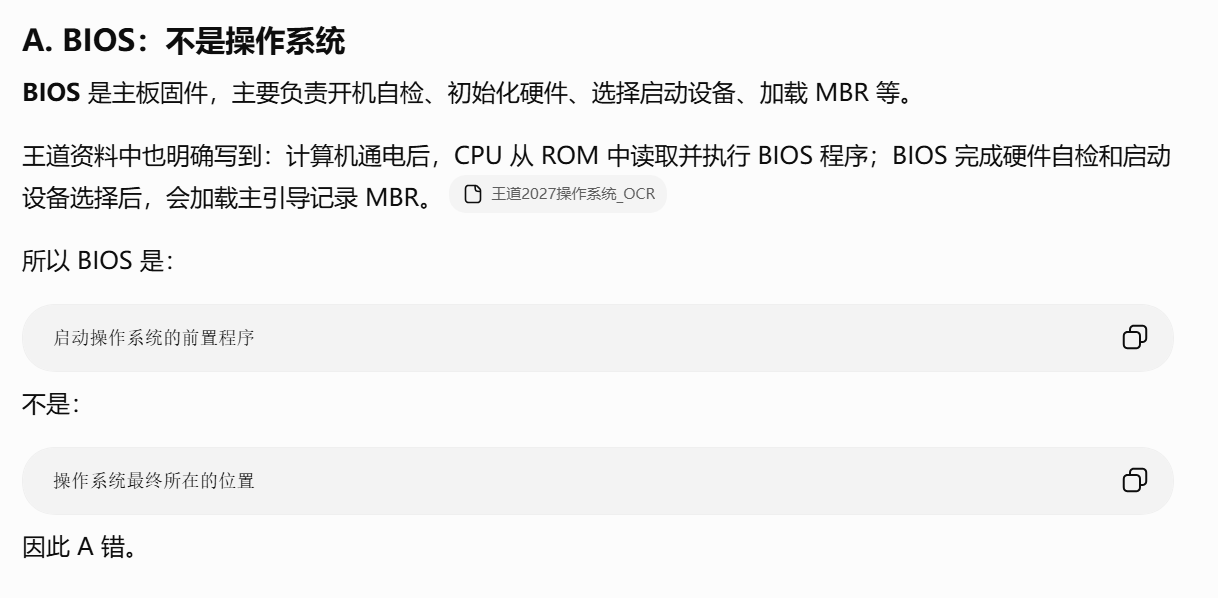 A. BIOS：不是操作系统
BIOS 是主板固件，主要负责开机自检、初始化硬件、选择启动设备、加载 MBR 等。
王道资料中也明确写到：计算机通电后，CPU 从 ROM 中读取并执行 BIOS 程序；BIOS 完成硬件自检和启动
设备选择后，会加载主引导记录 MBR。 王道2027操作系统_OCR
所以 BIOS 是：
启动操作系统的前置程序
不是：
操作系统最终所在的位置
因此 A 错。